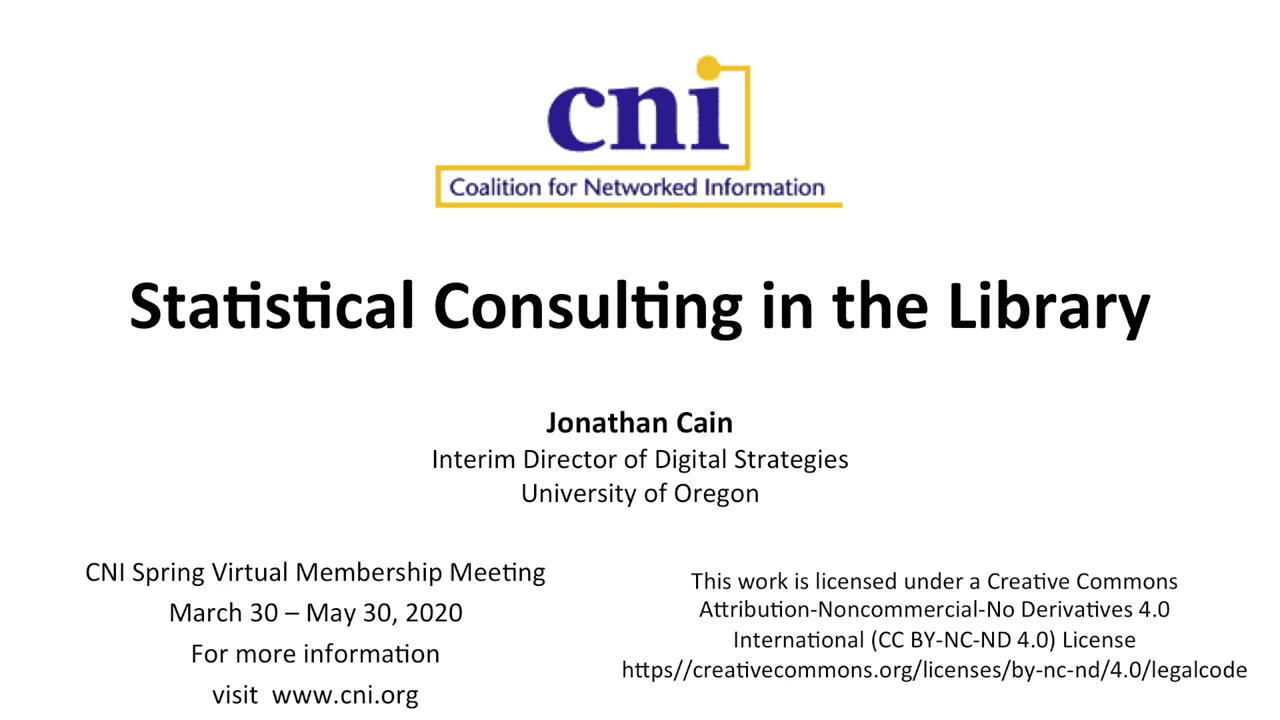 cni
Coalition for Networked Information
Statistical Consulting in the Library
Jonathan Cain
Interim Director of Digital Strategies
University of Oregon
CNI Spring Virtual Membership Meeting
March 30 – May 30, 2020
For more information
visit  www.cni.org
This work is licensed under a Creative Commons
Attribution-Noncommercial-No Derivatives 4.0
International (CC BY-NC-ND 4.0) License
https//creativecommons.org/licenses/by-nc-nd/4.0/legalcode